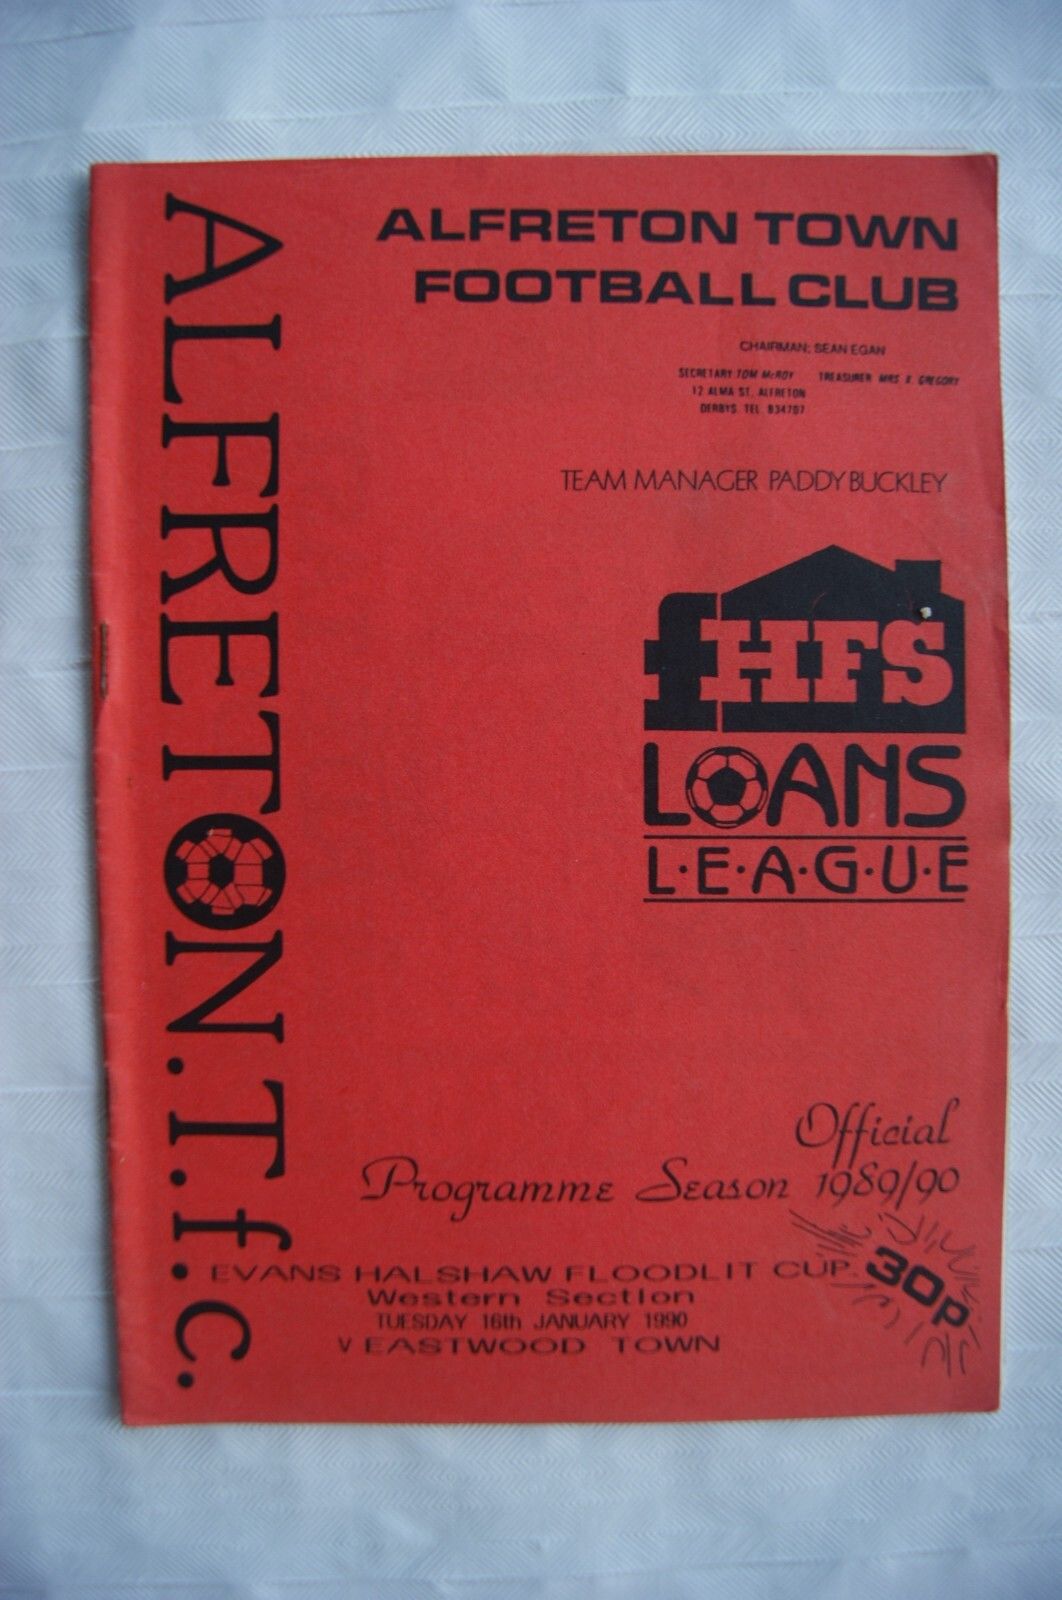 ALFRETON.T.f.c.
ALFRETON TOWN
FOOTBALL CLUB
CHAIRMAN: SEAN EGAN
SECRETARY TOM McROY TREASURER MRS E. GREGORY
12 ALMA ST, ALFRETON
DERBYS. TEL 834707
TEAM MANAGER PADDY BUCKLEY
f HFS
LOANS
L·E·A·G·U·E
Official
Programme Season 1989/90
EVANS HALSHAW FLOODLIT CUP. 30p
Western Section
TUESDAY 16th JANUARY 1990
V EASTWOOD TOWN